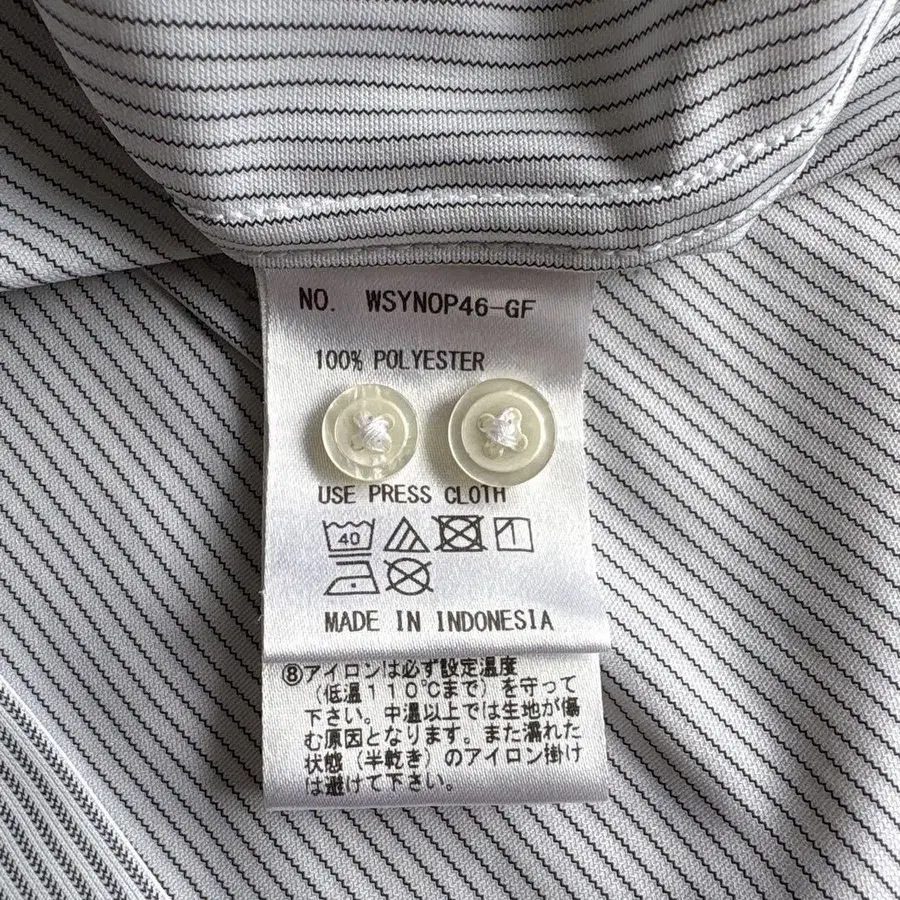 NO. WSYNOP46-GF
100% POLYESTER
USE PRESS CLOTH
40 1
MADE IN INDONESIA
⑧アイロンは必ず設定温度
(低温110℃まで)を守って
下さい。中温以上では生地が傷
む原因となります。また濡れた
状態(半乾き)のアイロン掛け
は避けて下さい。